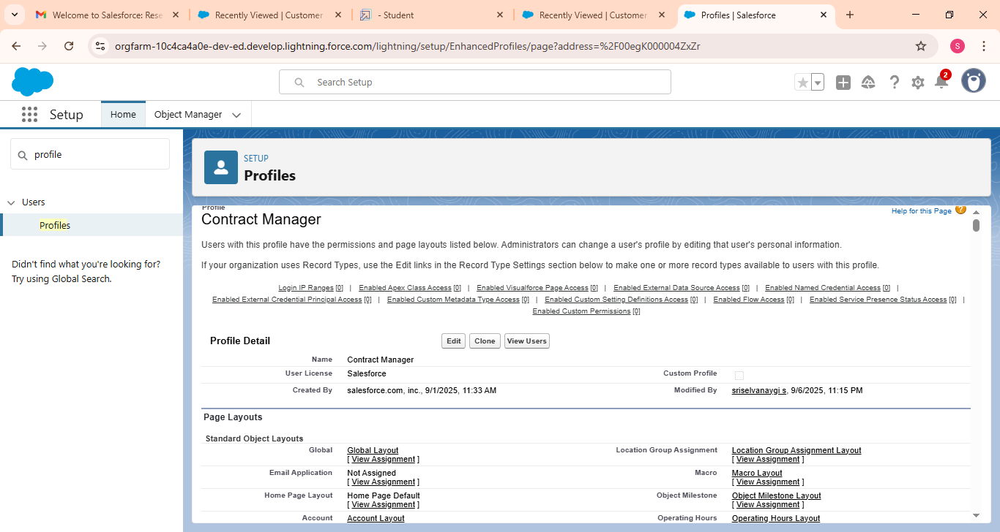 Welcome to Salesforce: Rese
Recently Viewed | Customer
- Student
Recently Viewed | Customer
Profiles | Salesforce
orgfarm-10c4ca4a0e-dev-ed.develop.lightning.force.com/lightning/setup/EnhancedProfiles/page?address=%2F00egK000004ZxZr
S
Search Setup
2
Setup
Home
Object Manager
profile
Users
Profiles
Didn't find what you're looking for?
Try using Global Search.
SETUP
Profiles
Profile
Contract Manager
Help for this Page ?
Users with this profile have the permissions and page layouts listed below. Administrators can change a user's profile by editing that user's personal information.
If your organization uses Record Types, use the Edit links in the Record Type Settings section below to make one or more record types available to users with this profile.
Login IP Ranges [0] | Enabled Apex Class Access [0] | Enabled Visualforce Page Access [0] | Enabled External Data Source Access [0] | Enabled Named Credential Access [0] |
Enabled External Credential Principal Access [0] | Enabled Custom Metadata Type Access [0] | Enabled Custom Setting Definitions Access [0] | Enabled Flow Access [0] | Enabled Service Presence Status Access [0] |
Enabled Custom Permissions [0]
Profile Detail Edit Clone View Users
Name Contract Manager
User License Salesforce Custom Profile
Created By salesforce.com, inc., 9/1/2025, 11:33 AM Modified By sriselvanaygi s, 9/6/2025, 11:15 PM
Page Layouts
Standard Object Layouts
Global Global Layout Location Group Assignment Location Group Assignment Layout
[ View Assignment ] [ View Assignment ]
Email Application Not Assigned Macro Macro Layout
[ View Assignment ] [ View Assignment ]
Home Page Layout Home Page Default Object Milestone Object Milestone Layout
[ View Assignment ] [ View Assignment ]
Account Account Layout Operating Hours Operating Hours Layout